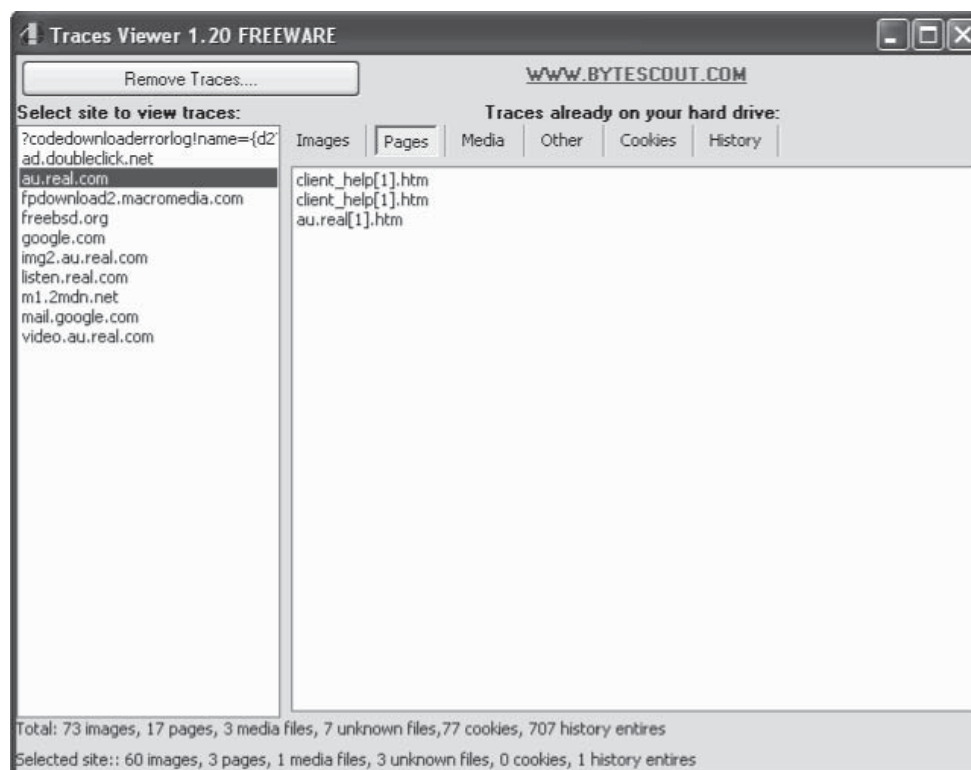 Traces Viewer 1.20 FREEWARE
Remove Traces....
WWW.BYTESCOUT.COM
Select site to view traces:
Traces already on your hard drive:
Images Pages Media Other Cookies History
?codedownloaderrorlog!name={d2
ad.doubleclick.net
au.real.com
fpdownload2.macromedia.com
freebsd.org
google.com
img2.au.real.com
listen.real.com
m1.2mdn.net
mail.google.com
video.au.real.com
client_help[1].htm
client_help[1].htm
au.real[1].htm
Total: 73 images, 17 pages, 3 media files, 7 unknown files,77 cookies, 707 history entires
Selected site:: 60 images, 3 pages, 1 media files, 3 unknown files, 0 cookies, 1 history entires